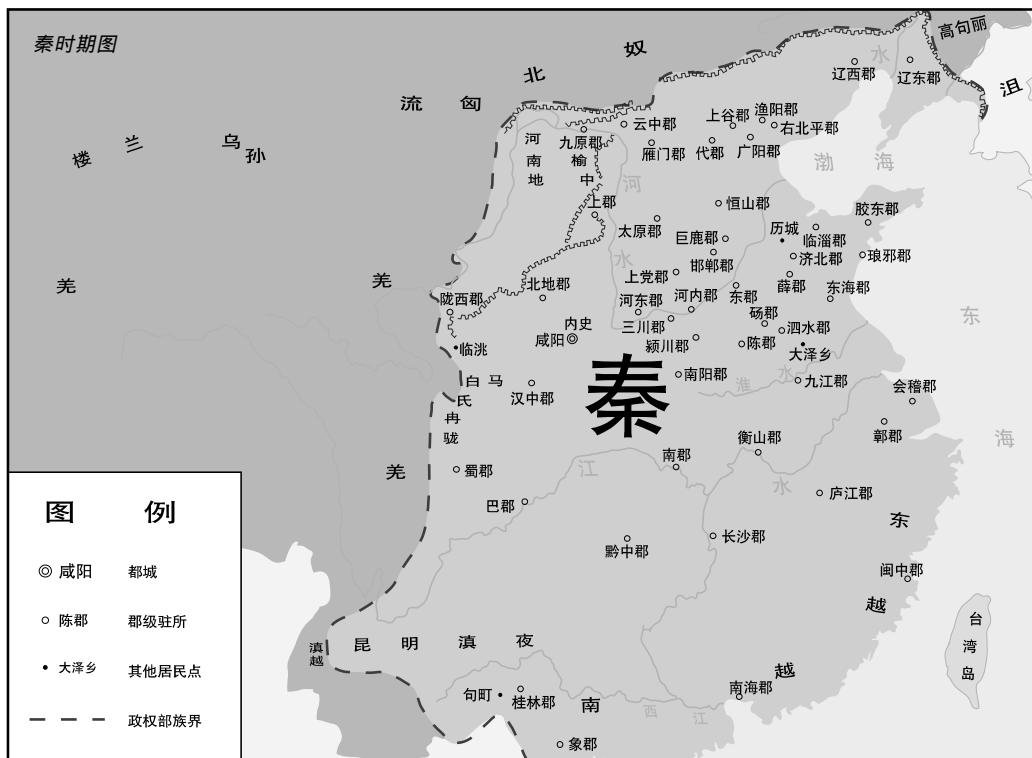 秦时期图
高句丽
北 奴
流 匈
楼 兰
乌
孙
沮
水
辽西郡
辽东郡
渔阳郡
上谷郡
右北平郡
云中郡
九原郡
雁门郡
代郡
广阳郡
河
南
地
榆
中
河
渤 海
上郡
恒山郡
胶东郡
太原郡
巨鹿郡
历城
临淄郡
水
邯郸郡
济北郡
琅邪郡
羌
羌
上党郡
薛郡
东海郡
北地郡
陇西郡
河东郡
河内郡
东郡
砀郡
东
内史
三川郡
泗水郡
咸阳
颍川郡
陈郡
大泽乡
临洮
秦
白 马
氐
南阳郡
淮 水
九江郡
会稽郡
汉中郡
冉
駹
鄣郡
海
衡山郡
江
南郡
羌
蜀郡
水
庐江郡
巴郡
东
长沙郡
黔中郡
闽中郡
越
台
湾
岛
昆 明 滇 夜
滇
越
越
南海郡
句町
桂林郡
南
西 江
象郡
图 例
咸阳 都城
陈郡 郡级驻所
大泽乡 其他居民点
政权部族界